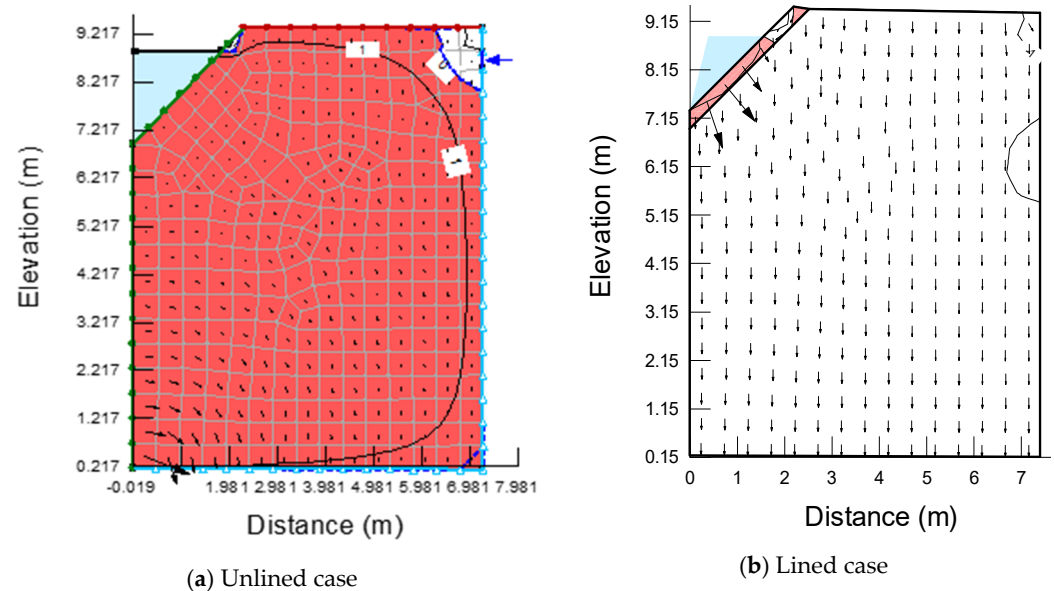 9.217
8.217
7.217
6.217
5.217
4.217
3.217
2.217
1.217
0.217
Elevation (m)
-0.019 1.981 2.981 3.981 4.981 5.981 6.981 7.981
Distance (m)
1
0
1
(a) Unlined case
9.15
8.15
7.15
6.15
5.15
4.15
3.15
2.15
1.15
0.15
Elevation (m)
0 1 2 3 4 5 6 7
Distance (m)
(b) Lined case